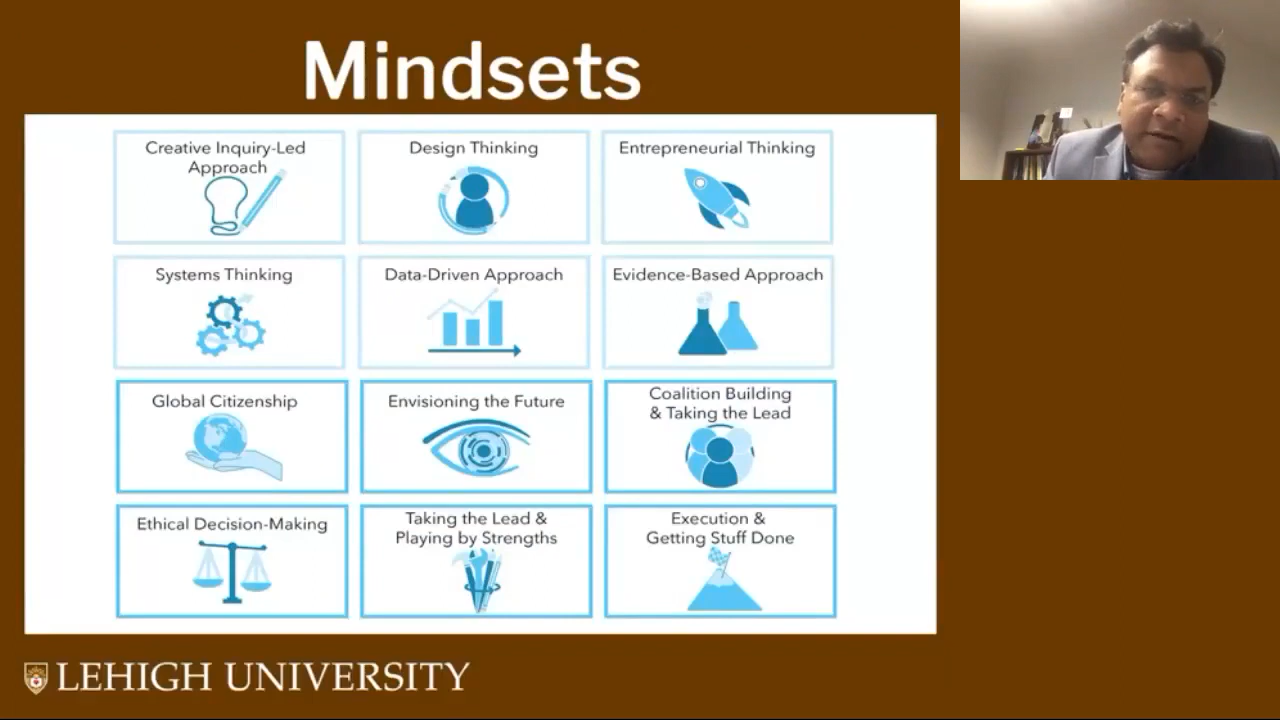 Mindsets
Creative Inquiry-Led
Approach
Design Thinking
Entrepreneurial Thinking
Systems Thinking
Data-Driven Approach
Evidence-Based Approach
Global Citizenship
Envisioning the Future
Coalition Building
& Taking the Lead
Ethical Decision-Making
Taking the Lead &
Playing by Strengths
Execution &
Getting Stuff Done
LEHIGH UNIVERSITY